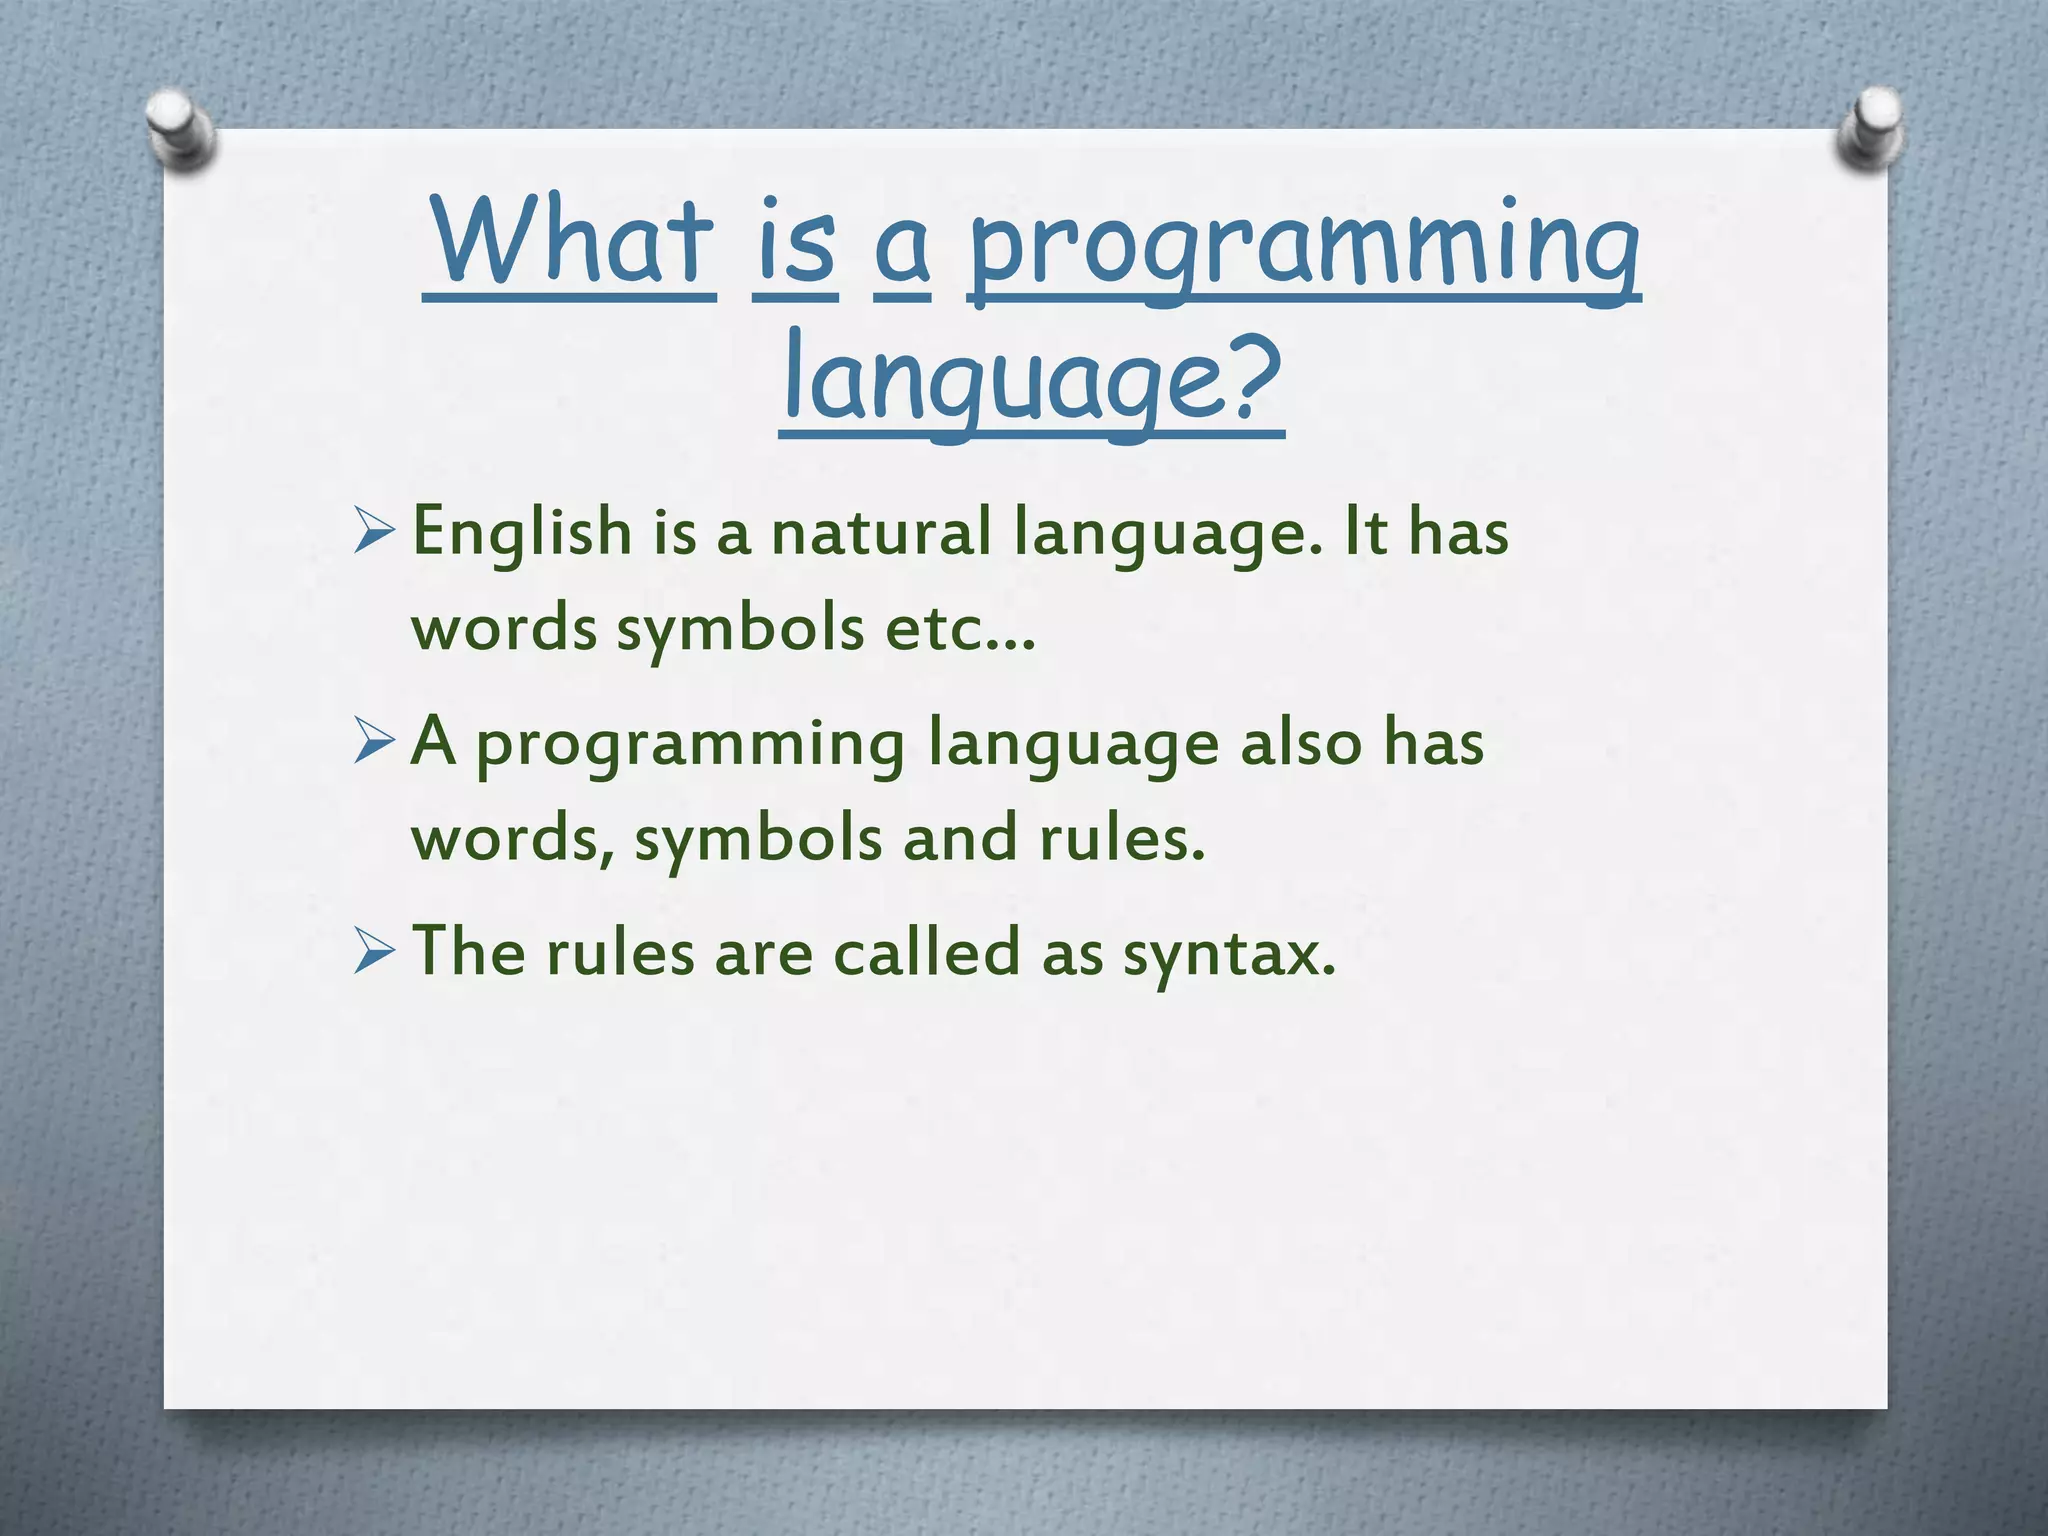 What is a programming
language?
➢ English is a natural language. It has
words symbols etc...
➢ A programming language also has
words, symbols and rules.
➢ The rules are called as syntax.